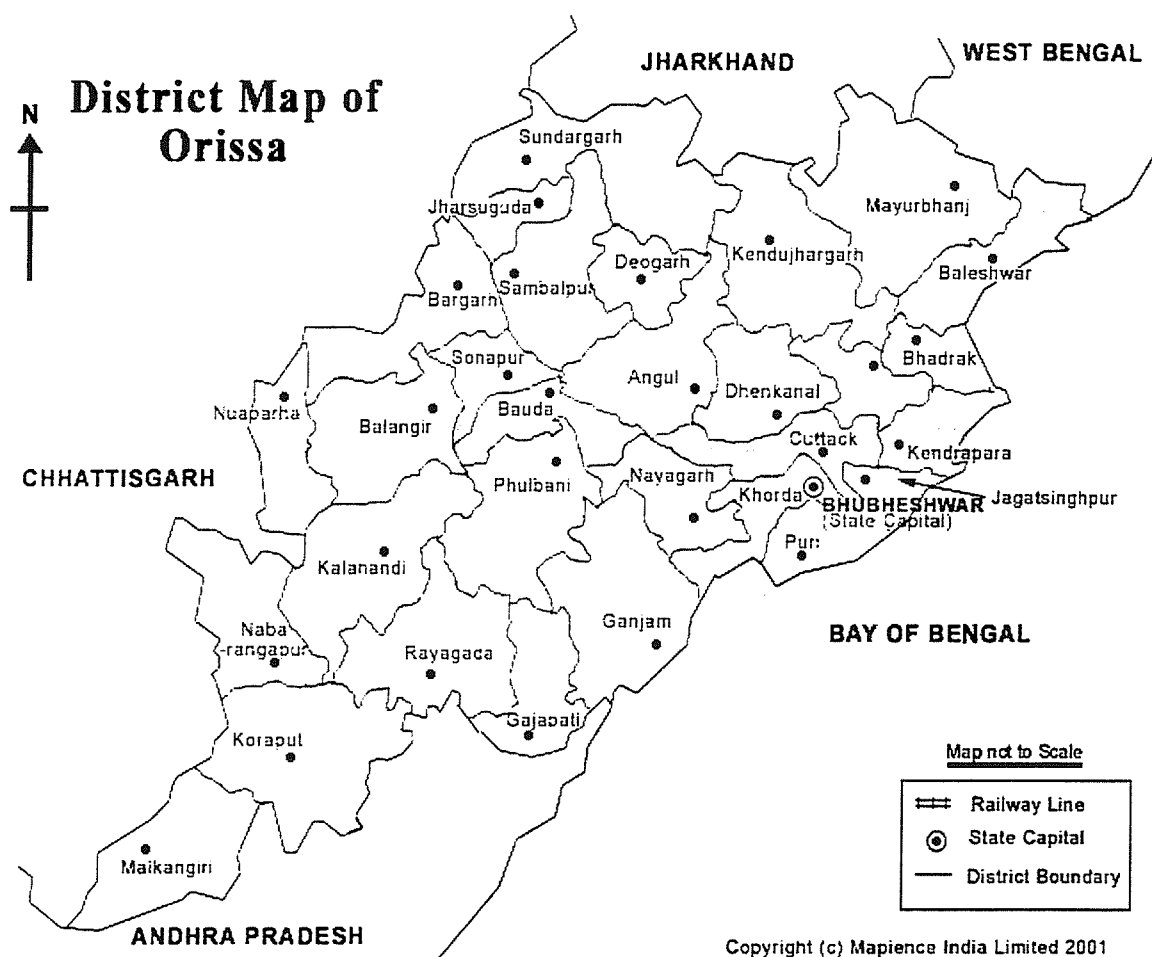 JHARKHAND
WEST BENGAL
District Map of
Orissa
N
Sundargarh
Jharsuguda
Mayurbhanj
Deogarh
Kendujhargarh
Baleshwar
Bargarh
Sambalpur
Sonapur
Bhadrak
Angul
Dhenkanal
Nuaparha
Bauda
Balangir
Cuttack
Kendrapara
CHHATTISGARH
Phulbani
Nayagarh
Khorda
BHUBHESHWAR
(State Capital)
Jagatsinghpur
Puri
Kalanandi
Naba
-rangapur
Ganjam
BAY OF BENGAL
Rayagada
Gajapati
Koraput
Map not to Scale
Railway Line
State Capital
District Boundary
Malkangiri
ANDHRA PRADESH
Copyright (c) Mapience India Limited 2001